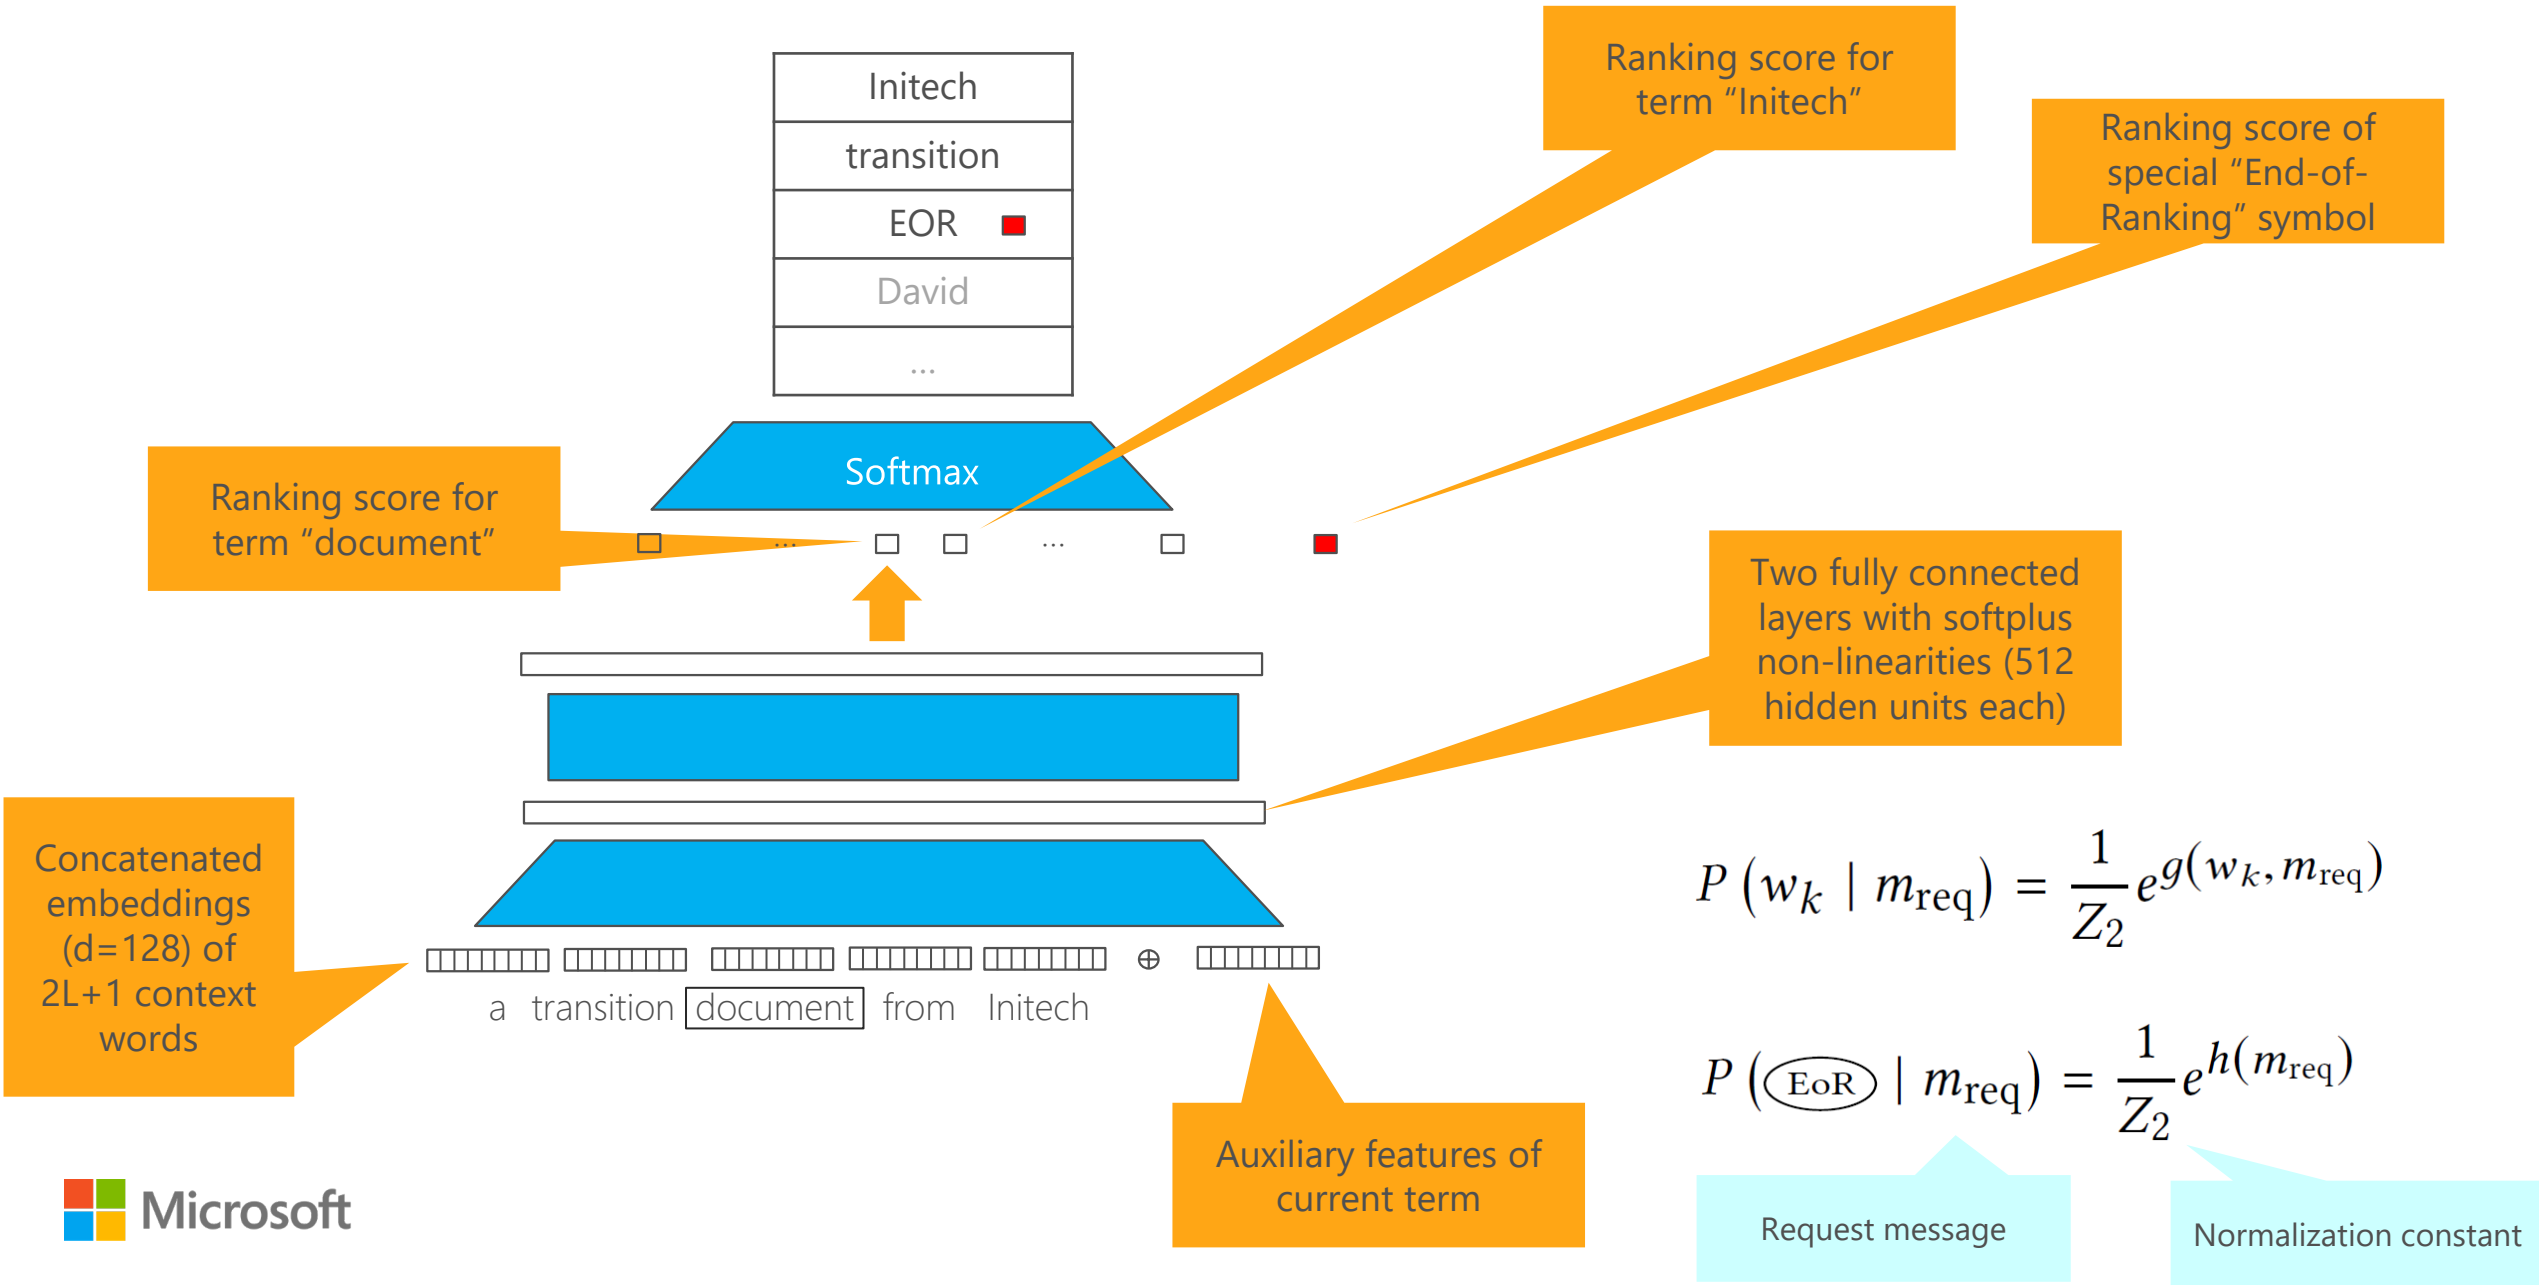 Initech
transition
EOR
David
...
Softmax
Ranking score for
term “Initech”
Ranking score of
special “End-of-
Ranking” symbol
Ranking score for
term “document”
... ...
Two fully connected
layers with softplus
non-linearities (512
hidden units each)
Concatenated
embeddings
(d=128) of
2L+1 context
words
⊕
a transition document from Initech
Auxiliary features of
current term
P (w_k | m_req) = 1/Z_2 e^{g(w_k, m_req)}
P (EoR | m_req) = 1/Z_2 e^{h(m_req)}
Request message
Normalization constant
Microsoft